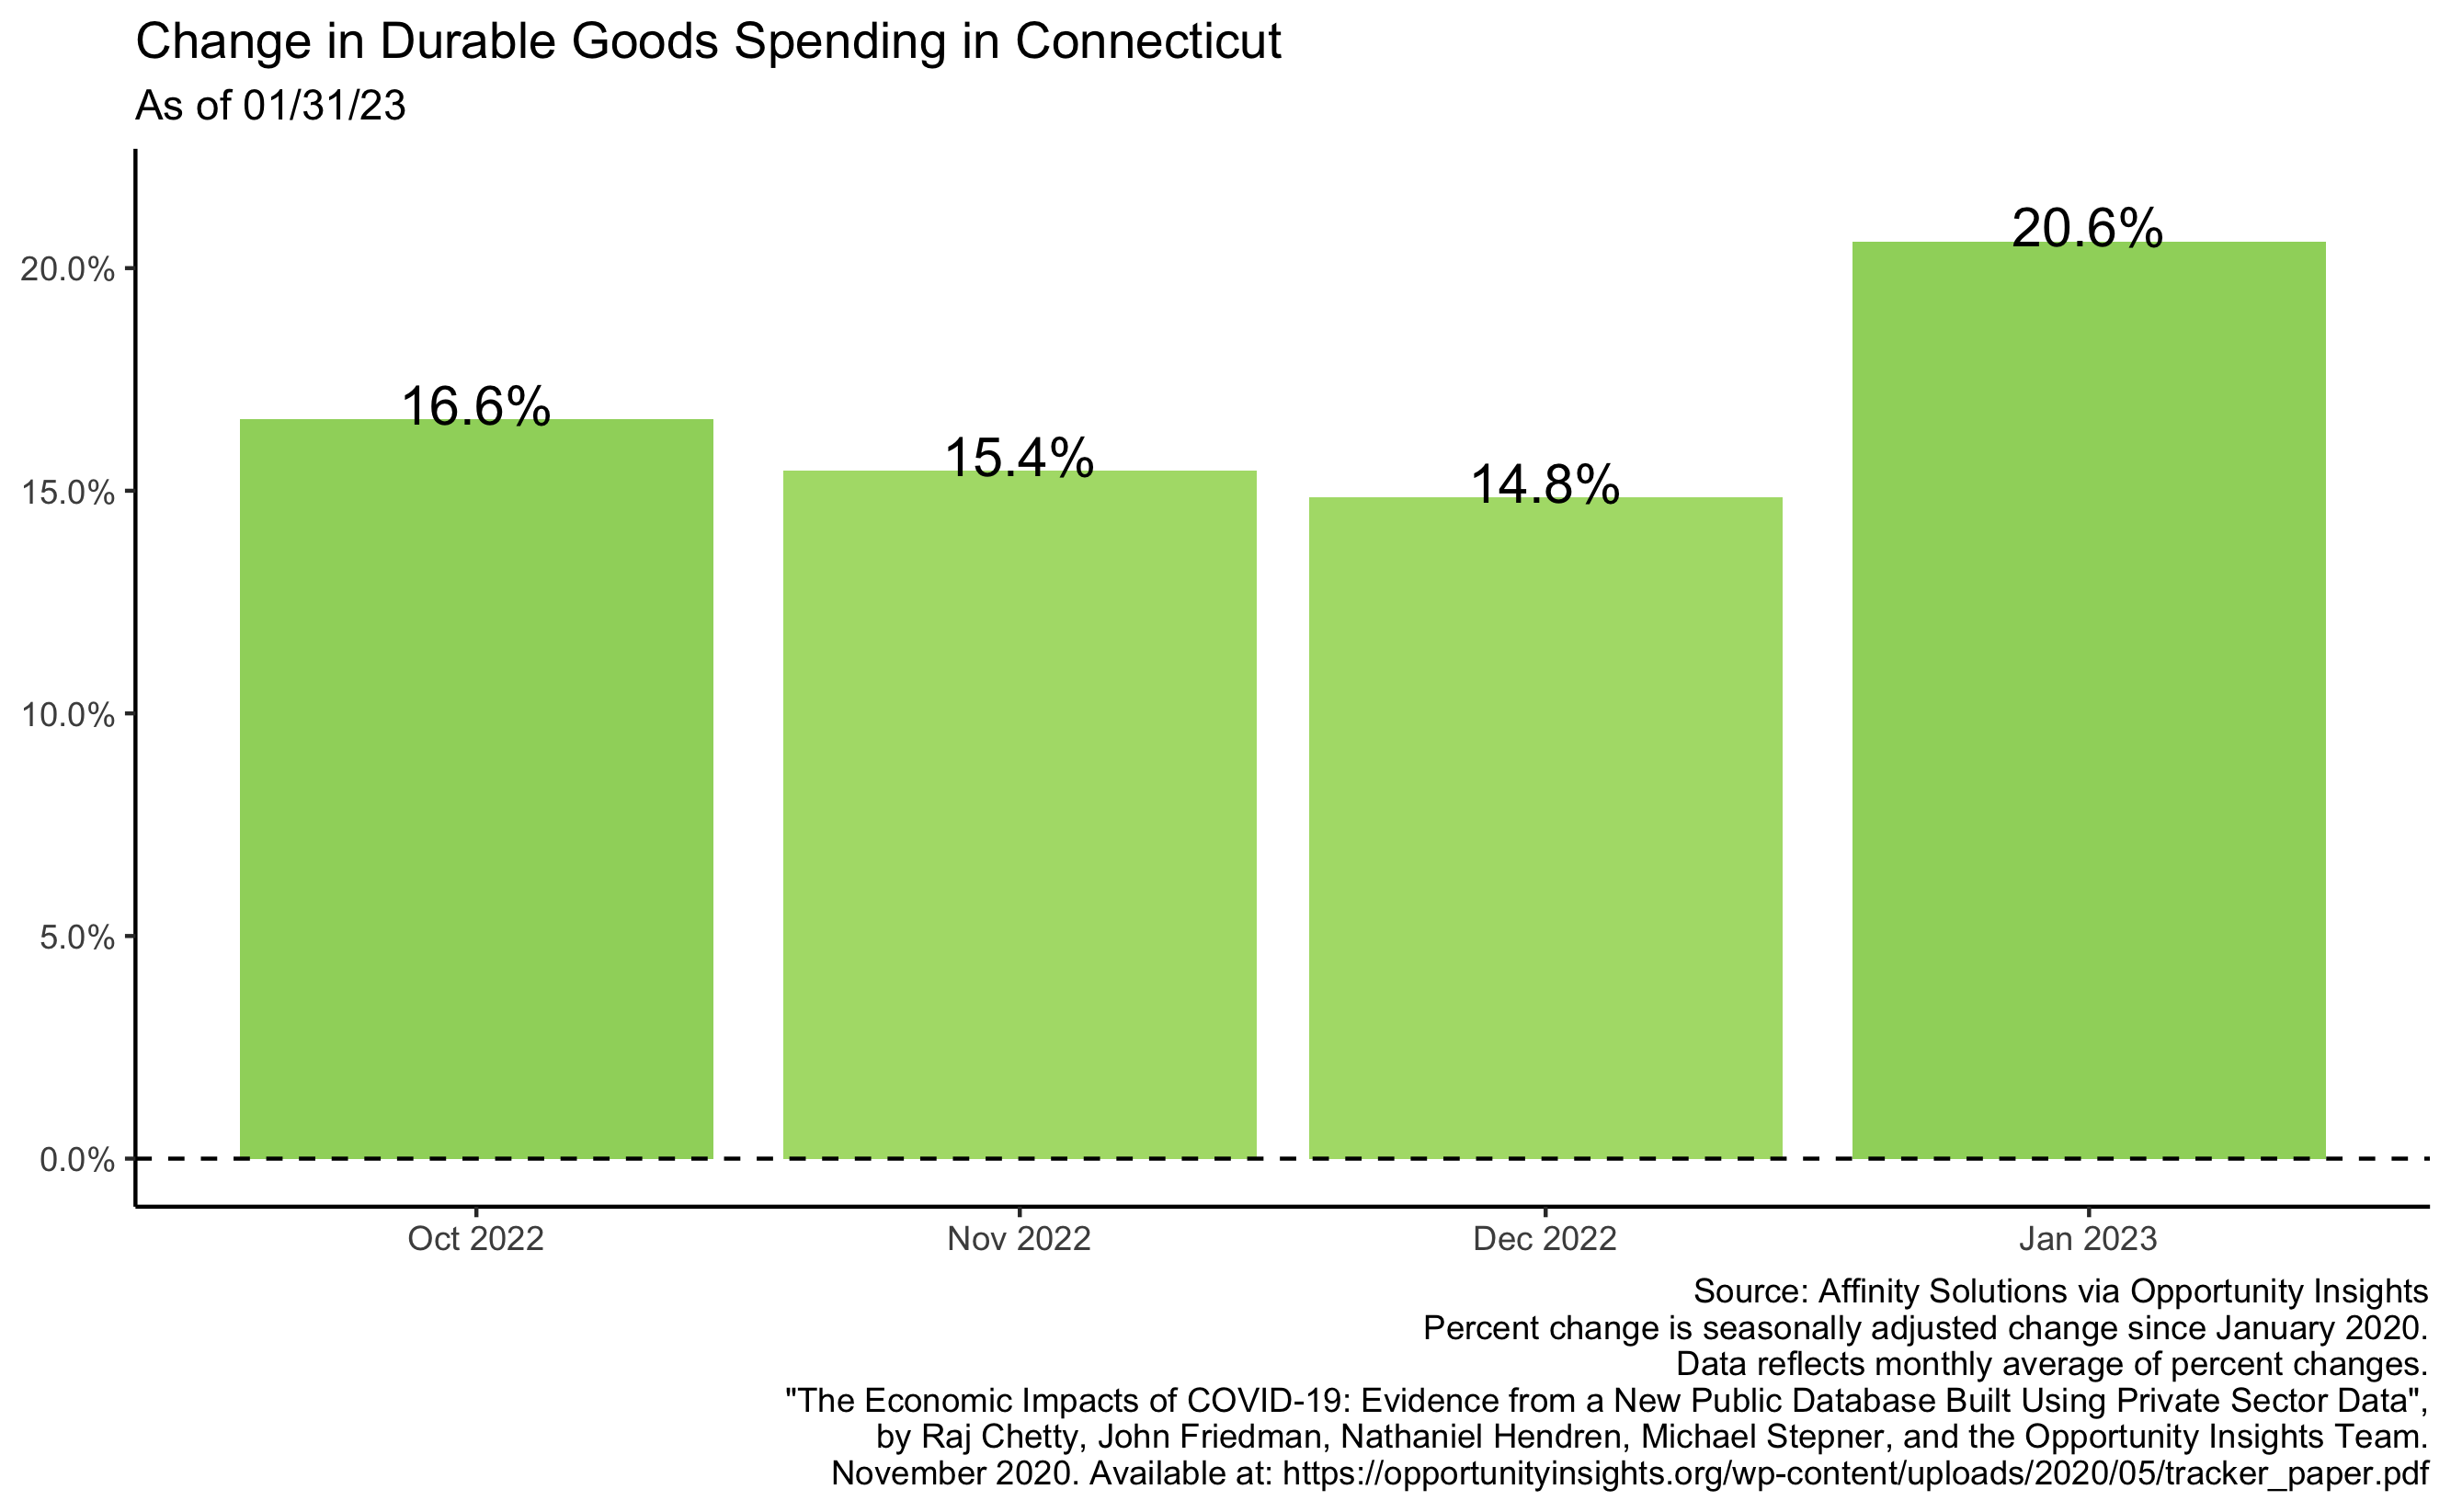 Change in Durable Goods Spending in Connecticut
As of 01/31/23
20.6%
20.0%
16.6%
15.4%
14.8%
15.0%
10.0%
5.0%
0.0%
Oct 2022
Nov 2022
Dec 2022
Jan 2023
Source: Affinity Solutions via Opportunity Insights
Percent change is seasonally adjusted change since January 2020.
Data reflects monthly average of percent changes.
"The Economic Impacts of COVID-19: Evidence from a New Public Database Built Using Private Sector Data",
by Raj Chetty, John Friedman, Nathaniel Hendren, Michael Stepner, and the Opportunity Insights Team.
November 2020. Available at: https://opportunityinsights.org/wp-content/uploads/2020/05/tracker_paper.pdf